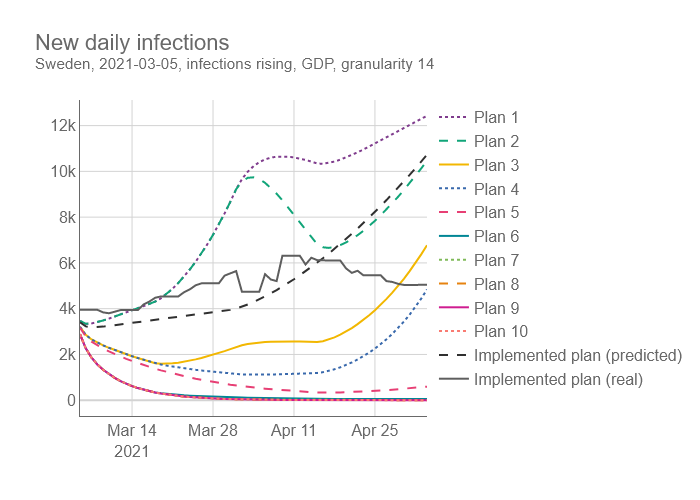 New daily infections
Sweden, 2021-03-05, infections rising, GDP, granularity 14
12k
10k
8k
6k
4k
2k
0
Mar 14
2021
Mar 28
Apr 11
Apr 25
Plan 1
Plan 2
Plan 3
Plan 4
Plan 5
Plan 6
Plan 7
Plan 8
Plan 9
Plan 10
Implemented plan (predicted)
Implemented plan (real)